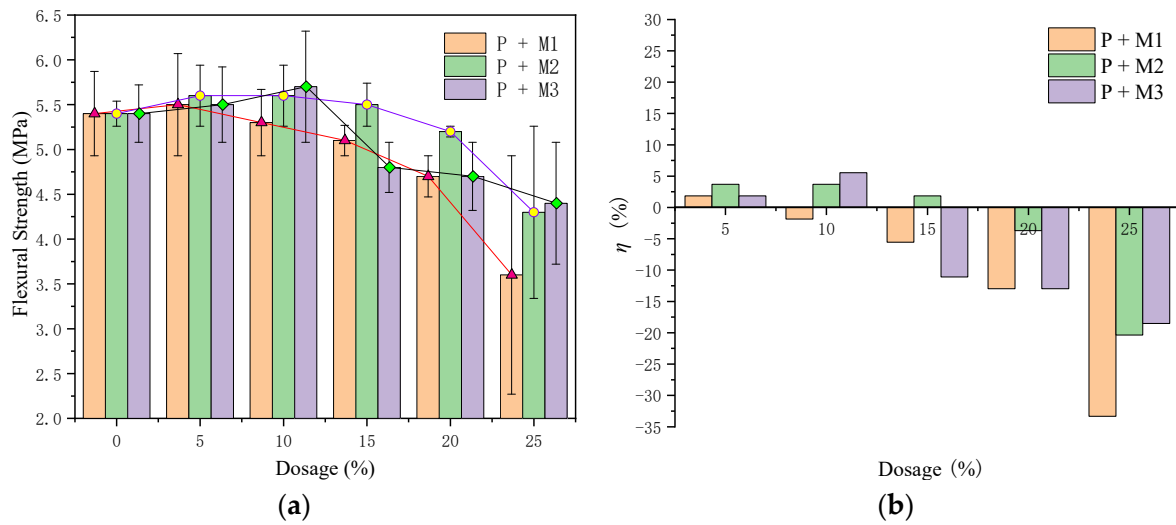 6.5
6.0
5.5
5.0
4.5
4.0
3.5
3.0
2.5
2.0
Flexural Strength (MPa)
P + M1
P + M2
P + M3
0 5 10 15 20 25
Dosage (%)
(a)
30
25
20
15
10
5
0
-5
-10
-15
-20
-25
-30
-35
η (%)
P + M1
P + M2
P + M3
5 10 15 20 25
Dosage (%)
(b)